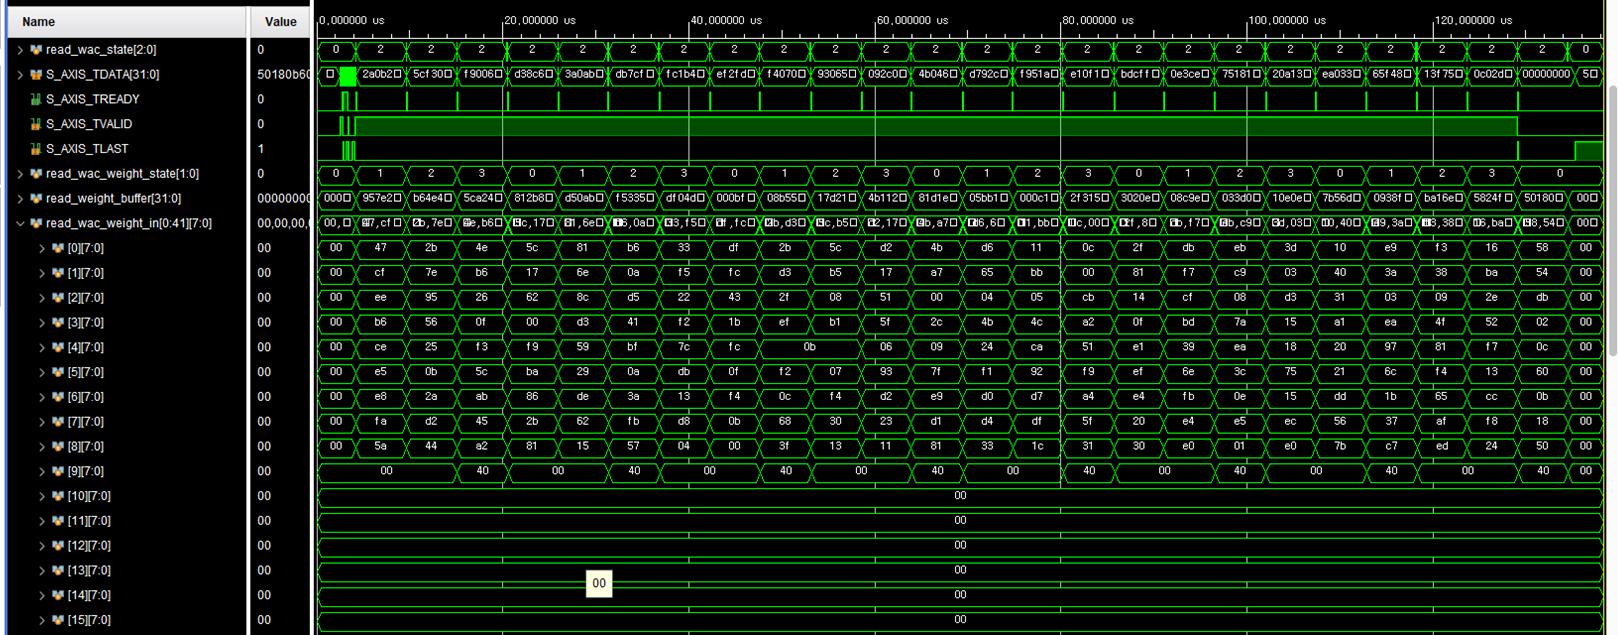 Name Value 0,000000 us 20,000000 us 40,000000 us 60,000000 us 80,000000 us 100,000000 us 120,000000 us
read_wac_state[2:0] 0 0 2 2 2 2 2 2 2 2 2 2 2 2 2 2 2 2 2 2 2 2 2 2 2 2 0
S_AXIS_TDATA[31:0] 50180b60 2a0b2 5cf30 f9006 d38c6 3a0ab db7cf fc1b4 ef2fd f4070 93065 092c0 4b046 d792c f951a e10f1 bdcff 0e3ce 75181 20a13 ea033 65f48 13f75 0c02d 00000000 5
S_AXIS_TREADY 0
S_AXIS_TVALID 0
S_AXIS_TLAST 1
read_wac_weight_state[1:0] 0 0 1 2 3 0 1 2 3 0 1 2 3 0 1 2 3 0 1 2 3 0 1 2 3 0
read_weight_buffer[31:0] 00000000 000 957e2 b64e4 5ca24 812b8 d50ab f5335 df04d 000bf 08b55 17d21 4b112 81d1e 05bb1 000c1 2f315 3020e 08c9e 033d0 10e0e 7b56d 0938f ba16e 5824f 50180 00
read_wac_weight_in[0:41][7:0] 00,00,00,
[0][7:0] 00 00 47 2b 4e 5c 81 b6 33 df 2b 5c d2 4b d6 11 0c 2f db eb 3d 10 e9 f3 16 58 00
[1][7:0] 00 00 cf 7e b6 17 6e 0a f5 fc d3 b5 17 a7 65 bb 00 81 f7 c9 03 40 3a 38 ba 54 00
[2][7:0] 00 00 ee 95 26 62 8c d5 22 43 2f 08 51 00 04 05 cb 14 cf 08 d3 31 03 09 2e db 00
[3][7:0] 00 00 b6 56 0f 00 d3 41 f2 1b ef b1 5f 2c 4b 4c a2 0f bd 7a 15 a1 ea 4f 52 02 00
[4][7:0] 00 00 ce 25 f3 f9 59 bf 7c fc 0b 06 09 24 ca 51 e1 39 ea 18 20 97 81 f7 0c 00
[5][7:0] 00 00 e5 0b 5c ba 29 0a db 0f f2 07 93 7f f1 92 f9 ef 6e 3c 75 21 6c f4 13 60 00
[6][7:0] 00 00 e8 2a ab 86 de 3a 13 f4 0c f4 d2 e9 d0 d7 a4 e4 fb 0e 15 dd 1b 65 cc 0b 00
[7][7:0] 00 00 fa d2 45 2b 62 fb d8 0b 68 30 23 d1 d4 df 5f 20 e4 e5 ec 56 37 af f8 18 00
[8][7:0] 00 00 5a 44 a2 81 15 57 04 00 3f 13 11 81 33 1c 31 30 e0 01 e0 7b c7 ed 24 50 00
[9][7:0] 00 00 40 00 40 00 40 00 40 00 40 00 40 00 40 00 40 00 40 00
[10][7:0] 00 00
[11][7:0] 00 00
[12][7:0] 00 00
[13][7:0] 00 00
00
[14][7:0] 00 00
[15][7:0] 00 00